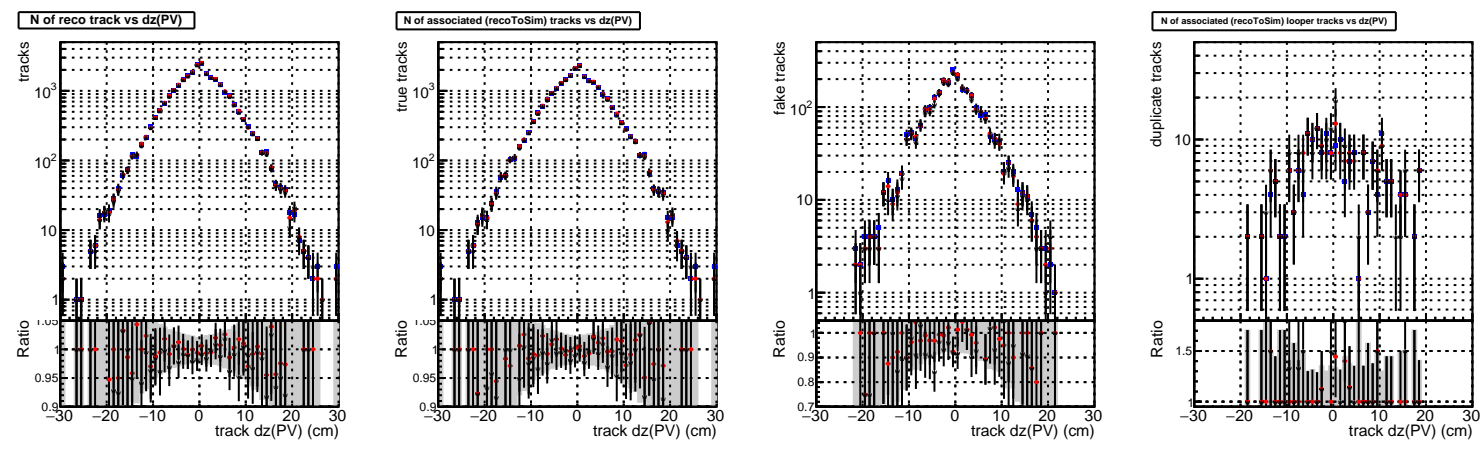 N of reco track vs dz(PV)
tracks
10³
10²
10
1
Ratio
1.05
1
0.95
0.9
−30 −20 −10 0 10 20 30
track dz(PV) (cm)
N of associated (recoToSim) tracks vs dz(PV)
true tracks
10³
10²
10
1
Ratio
1.05
1
0.95
0.9
−30 −20 −10 0 10 20 30
track dz(PV) (cm)
fake tracks
10²
10
1
Ratio
1
0.9
0.8
0.7
−30 −20 −10 0 10 20 30
track dz(PV) (cm)
N of associated (recoToSim) looper tracks vs dz(PV)
duplicate tracks
10
1
Ratio
1.5
1
−30 −20 −10 0 10 20 30
track dz(PV) (cm)